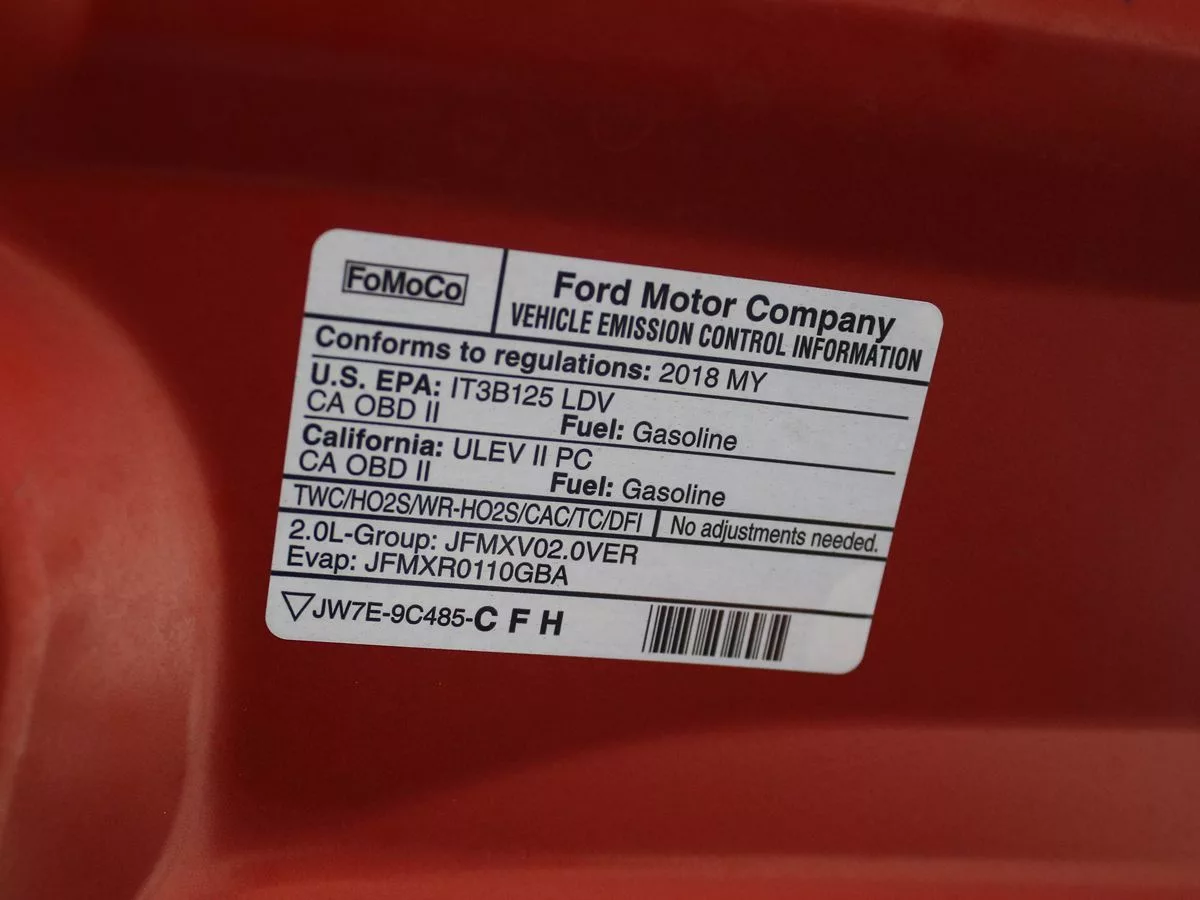 FoMoCo
Ford Motor Company
VEHICLE EMISSION CONTROL INFORMATION
Conforms to regulations: 2018 MY
U.S. EPA: IT3B125 LDV
CA OBD II Fuel: Gasoline
California: ULEV II PC
CA OBD II Fuel: Gasoline
TWC/HO2S/WR-HO2S/CAC/TC/DFI No adjustments needed.
2.0L-Group: JFMXV02.0VER
Evap: JFMXR0110GBA
JW7E-9C485-C F H